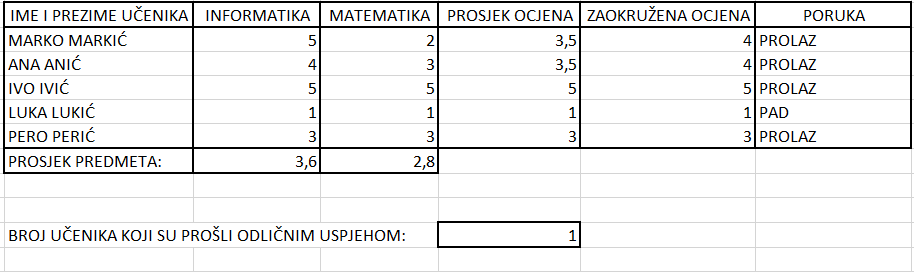 IME I PREZIME UČENIKA INFORMATIKA MATEMATIKA PROSJEK OCJENA ZAOKRUŽENA OCJENA PORUKA
MARKO MARKIĆ 5 2 3,5 4 PROLAZ
ANA ANIĆ 4 3 3,5 4 PROLAZ
IVO IVIĆ 5 5 5 5 PROLAZ
LUKA LUKIĆ 1 1 1 1 PAD
PERO PERIĆ 3 3 3 3 PROLAZ
PROSJEK PREDMETA: 3,6 2,8
BROJ UČENIKA KOJI SU PROŠLI ODLIČNIM USPJEHOM: 1